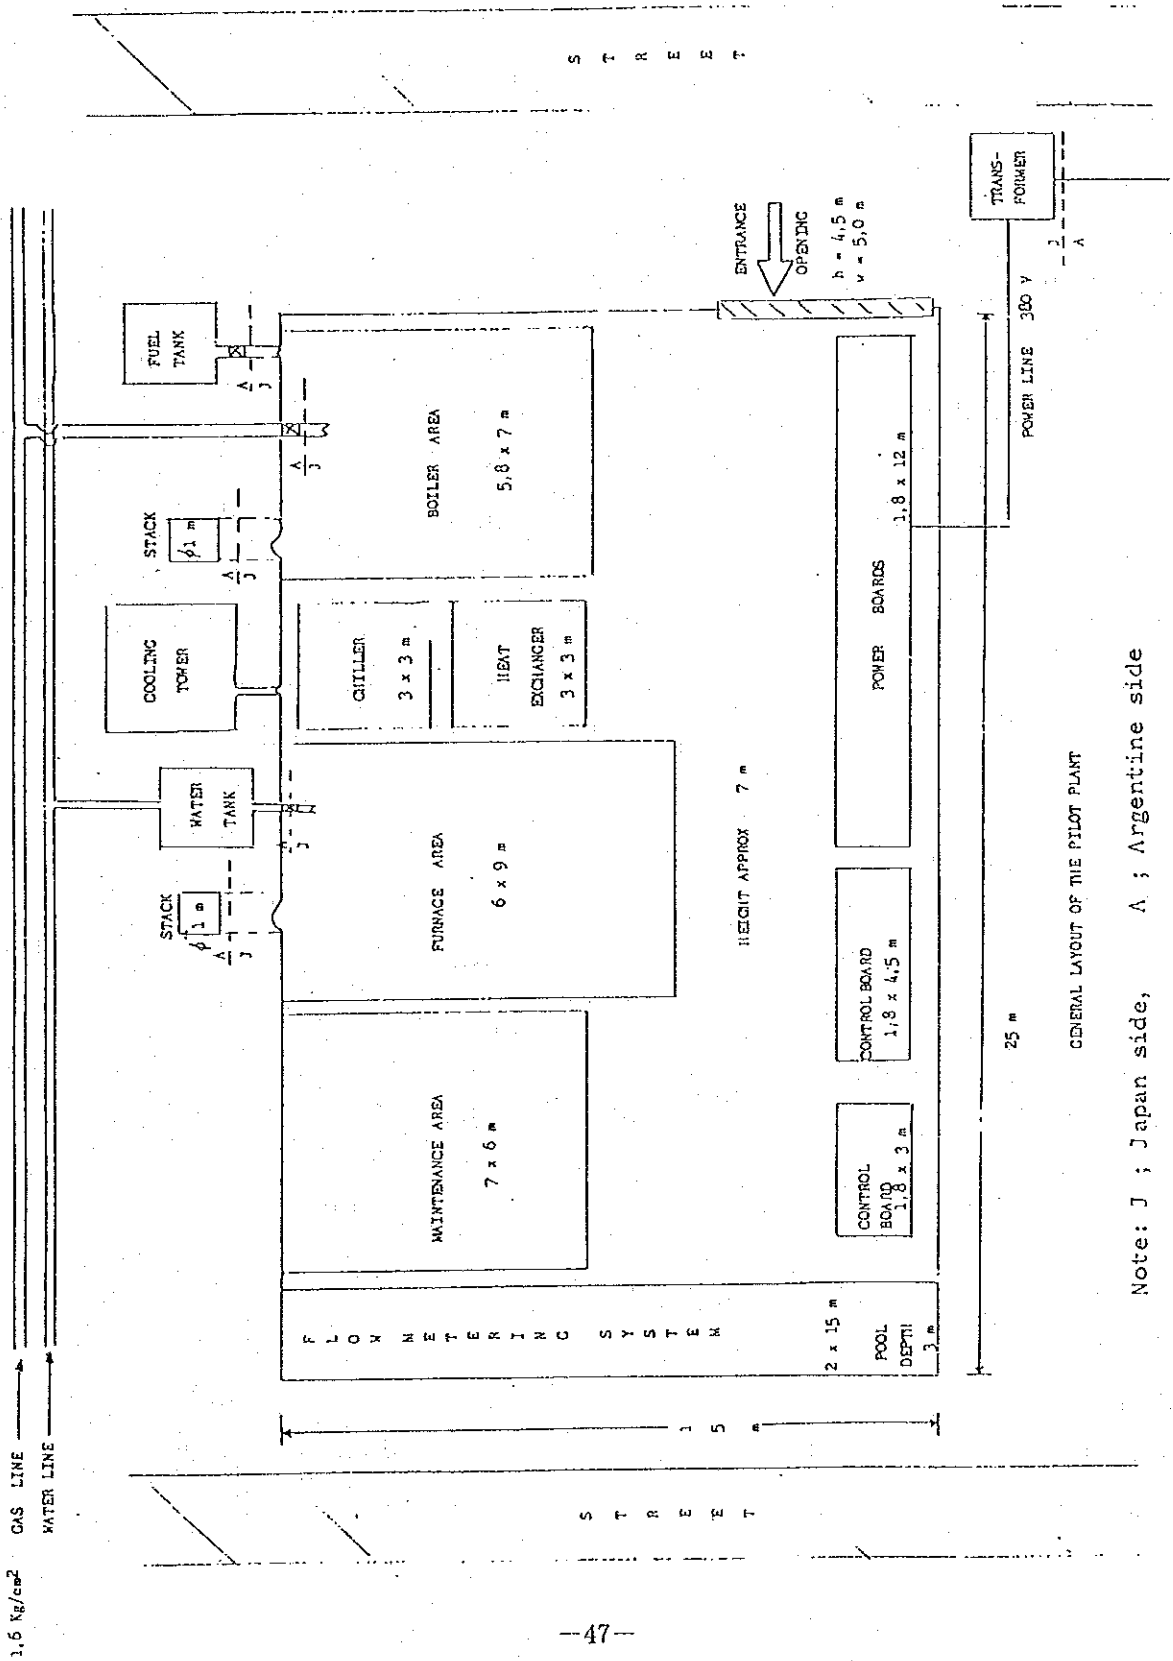 1,5 Kg/cm² GAS LINE
WATER LINE
STACK
φ 1 m
A
J
WATER
TANK
A
J
COOLING
TOWER
STACK
φ1 m
A
J
A
J
FUEL
TANK
A
J
STREET
FLOW METERING SYSTEM
2 x 15 m
POOL
DEPTH
3 m
15 m
MAINTENANCE AREA
7 x 6 m
FURNACE AREA
6 x 9 m
CHILLER
3 x 3 m
HEAT
EXCHANGER
3 x 3 m
BOILER AREA
5,8 x 7 m
HEIGHT APPROX 7 m
ENTRANCE
OPENING
h = 4,5 m
w = 5,0 m
STREET
CONTROL
BOARD
1,8 x 3 m
CONTROL BOARD
1,8 x 4,5 m
POWER BOARDS
1,8 x 12 m
25 m
POWER LINE 380 V
TRANS-
FORMER
J
A
GENERAL LAYOUT OF THE PILOT PLANT
Note: J ; Japan side, A ; Argentine side
—47—